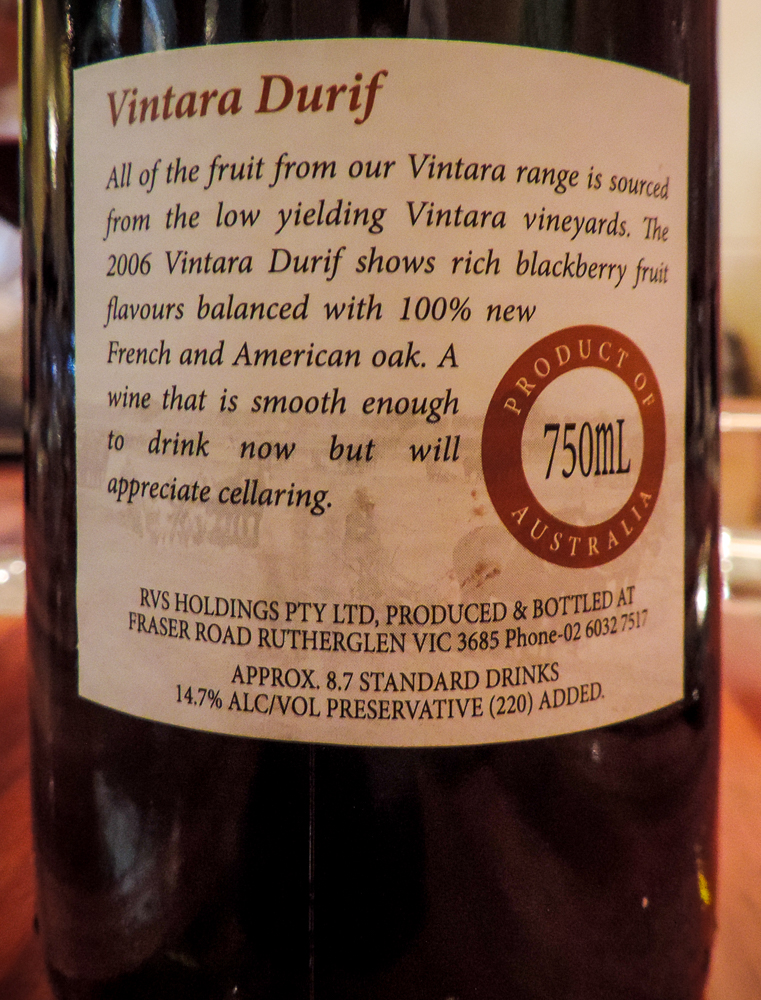 Vintara Durif
All of the fruit from our Vintara range is sourced
from the low yielding Vintara vineyards. The
2006 Vintara Durif shows rich blackberry fruit
flavours balanced with 100% new
French and American oak. A
wine that is smooth enough
to drink now but will
appreciate cellaring.
PRODUCT OF
750mL
AUSTRALIA
RVS HOLDINGS PTY LTD, PRODUCED & BOTTLED AT
FRASER ROAD RUTHERGLEN VIC 3685 Phone-02 6032 7517
APPROX. 8.7 STANDARD DRINKS
14.7% ALC/VOL PRESERVATIVE (220) ADDED.